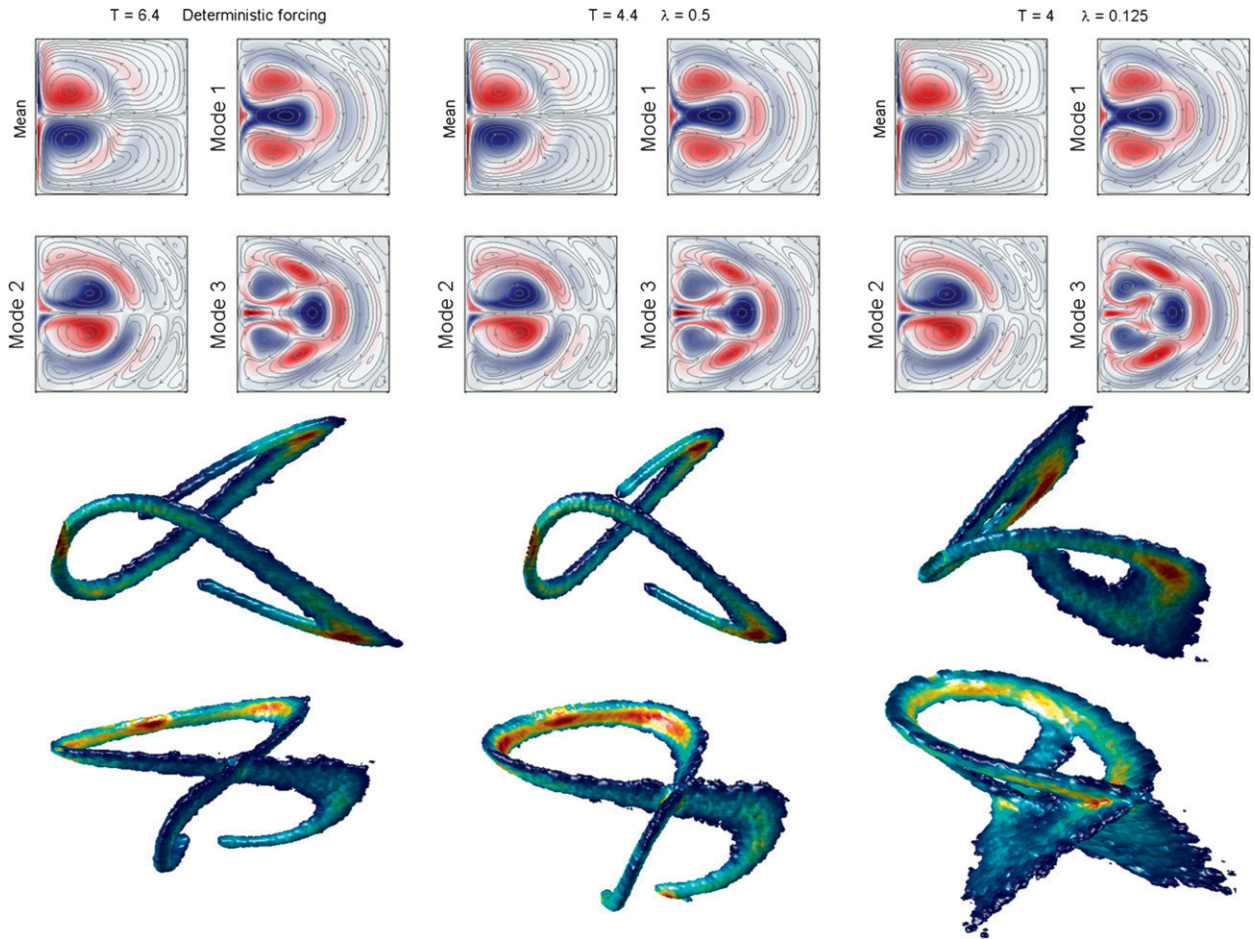 T = 6.4 Deterministic forcing T = 4.4 λ = 0.5 T = 4 λ = 0.125
Mean Mode 1 Mean Mode 1 Mean Mode 1
Mode 2 Mode 3 Mode 2 Mode 3 Mode 2 Mode 3